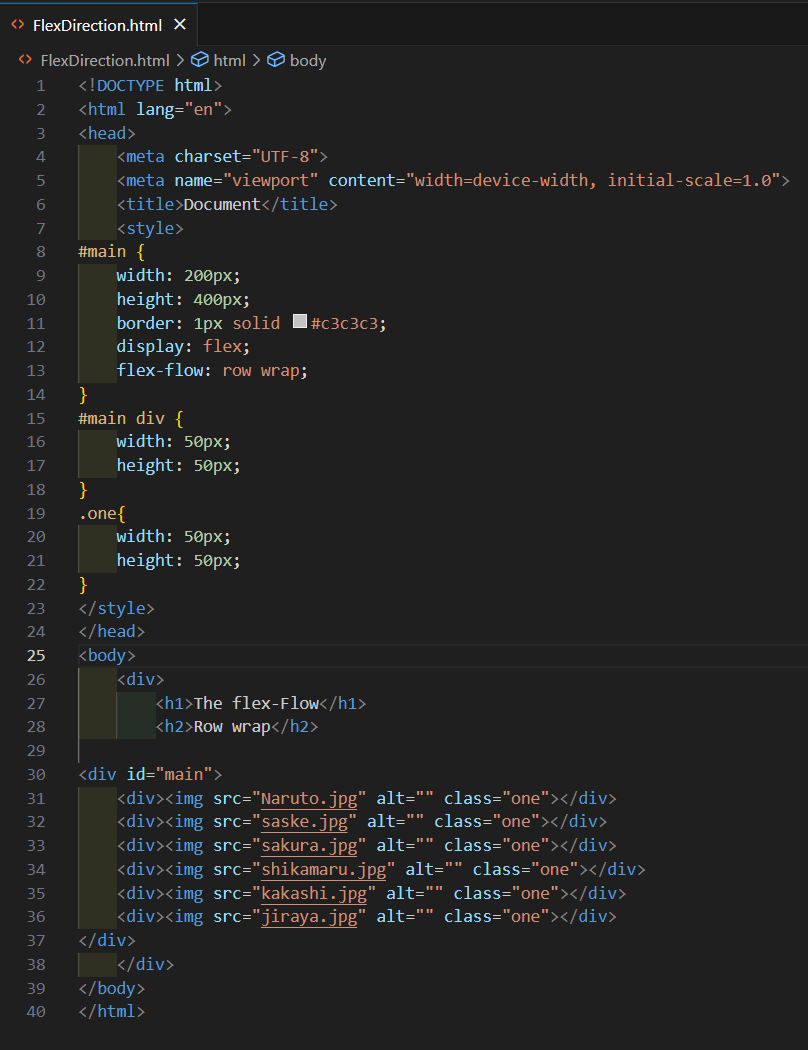 FlexDirection.html ×
FlexDirection.html > html > body
1 <!DOCTYPE html>
2 <html lang="en">
3 <head>
4     <meta charset="UTF-8">
5     <meta name="viewport" content="width=device-width, initial-scale=1.0">
6     <title>Document</title>
7     <style>
8 #main {
9     width: 200px;
10     height: 400px;
11     border: 1px solid #c3c3c3;
12     display: flex;
13     flex-flow: row wrap;
14 }
15 #main div {
16     width: 50px;
17     height: 50px;
18 }
19 .one{
20     width: 50px;
21     height: 50px;
22 }
23 </style>
24 </head>
25 <body>
26     <div>
27         <h1>The flex-Flow</h1>
28         <h2>Row wrap</h2>
29
30 <div id="main">
31     <div><img src="Naruto.jpg" alt="" class="one"></div>
32     <div><img src="saske.jpg" alt="" class="one"></div>
33     <div><img src="sakura.jpg" alt="" class="one"></div>
34     <div><img src="shikamaru.jpg" alt="" class="one"></div>
35     <div><img src="kakashi.jpg" alt="" class="one"></div>
36     <div><img src="jiraya.jpg" alt="" class="one"></div>
37 </div>
38     </div>
39 </body>
40 </html>